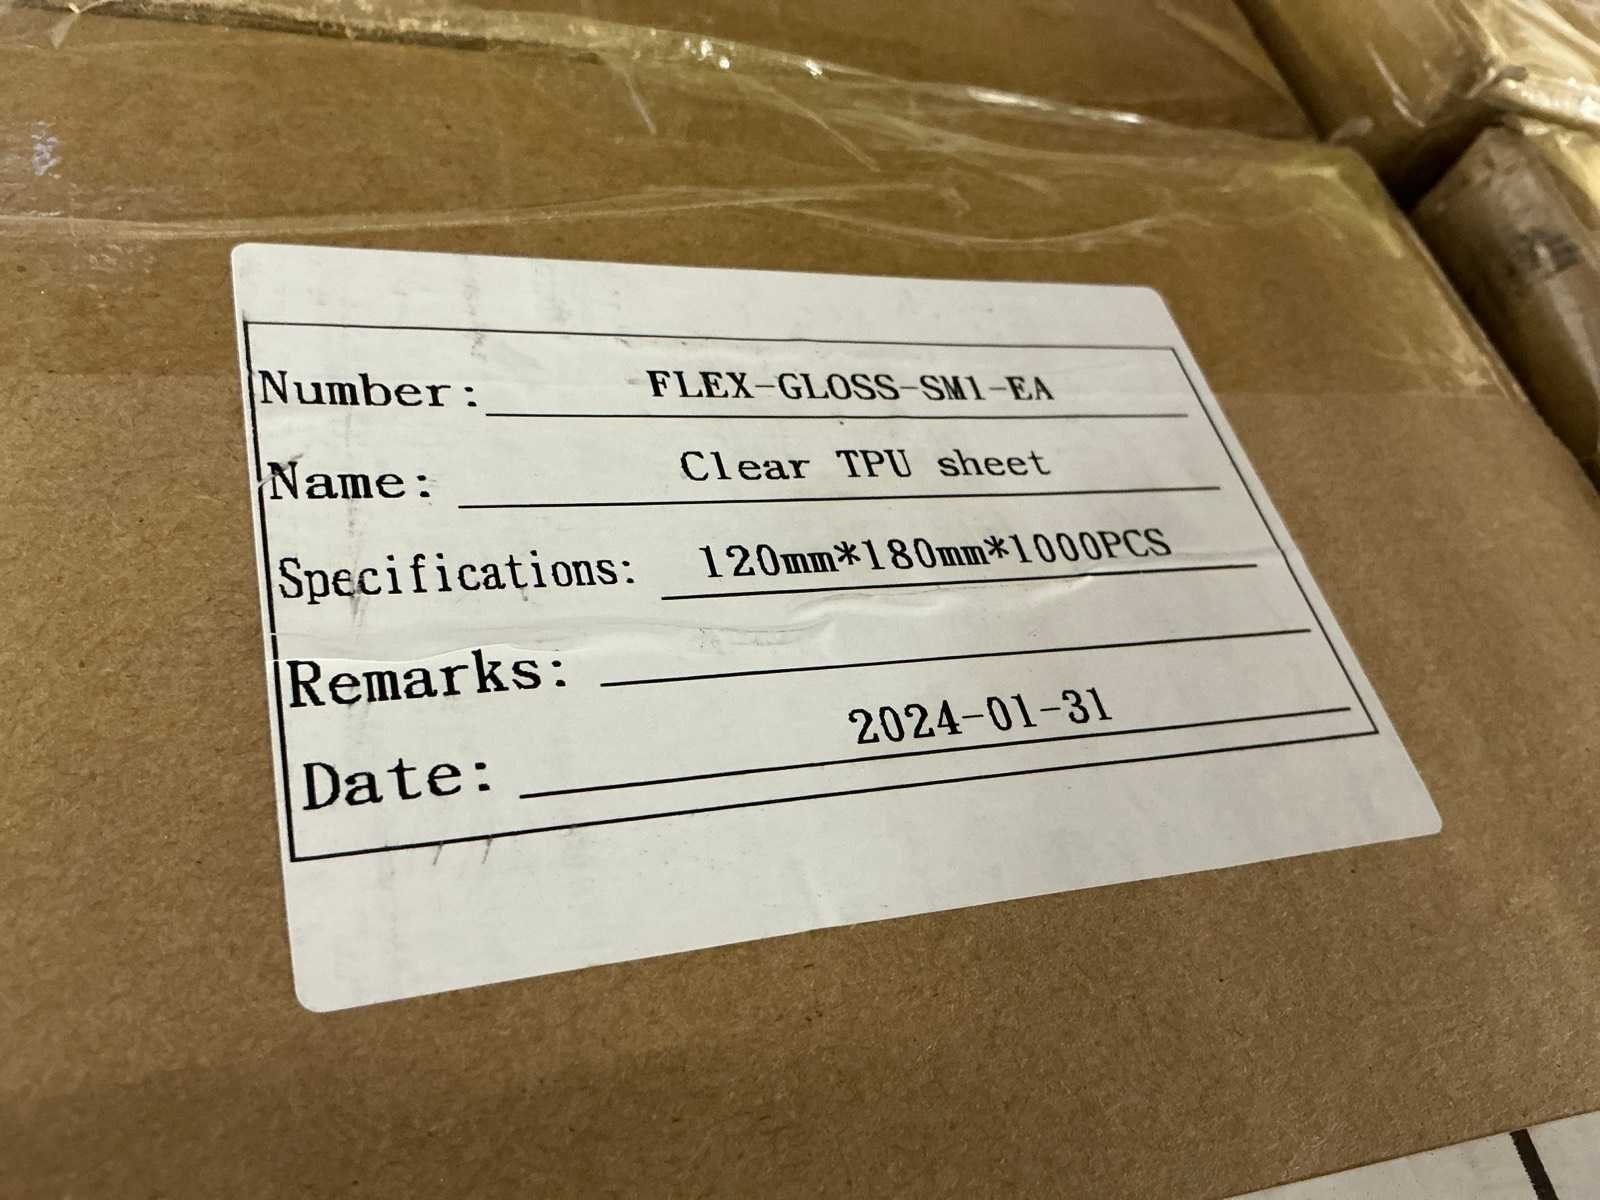 Number: FLEX-GLOSS-SM1-EA
Name: Clear TPU sheet
Specifications: 120mm*180mm*1000PCS
Remarks:
Date: 2024-01-31